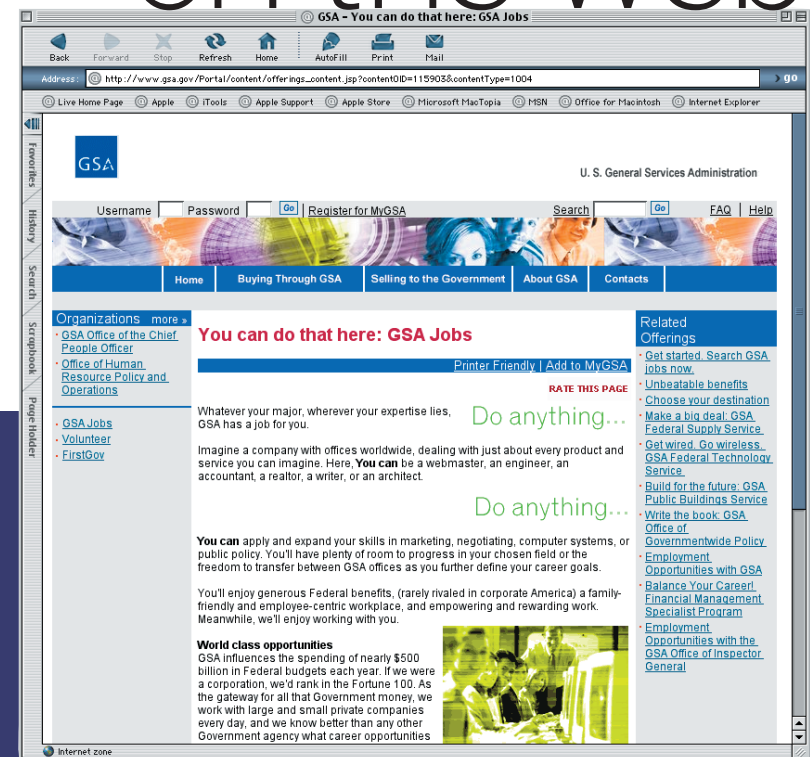 on the Web
GSA - You can do that here: GSA Jobs
Back Forward Stop Refresh Home AutoFill Print Mail
Address: http://www.gsa.gov/Portal/content/offerings_content.jsp?contentOID=115903&contentType=1004 go
Live Home Page Apple iTools Apple Support Apple Store Microsoft MacTopia MSN Office for Macintosh Internet Explorer
Favorites
History
Search
Scrapbook
Page Holder
GSA
U. S. General Services Administration
Username Password Go | Register for MyGSA Search Go FAQ | Help
Home Buying Through GSA Selling to the Government About GSA Contacts
Organizations more »
· GSA Office of the Chief
People Officer
· Office of Human
Resource Policy and
Operations
· GSA Jobs
· Volunteer
· FirstGov
You can do that here: GSA Jobs
Printer Friendly | Add to MyGSA
RATE THIS PAGE
Whatever your major, wherever your expertise lies,
GSA has a job for you.
Do anything...
Imagine a company with offices worldwide, dealing with just about every product and
service you can imagine. Here, You can be a webmaster, an engineer, an
accountant, a realtor, a writer, or an architect.
Do anything...
You can apply and expand your skills in marketing, negotiating, computer systems, or
public policy. You'll have plenty of room to progress in your chosen field or the
freedom to transfer between GSA offices as you further define your career goals.
You'll enjoy generous Federal benefits, (rarely rivaled in corporate America) a family-
friendly and employee-centric workplace, and empowering and rewarding work.
Meanwhile, we'll enjoy working with you.
World class opportunities
GSA influences the spending of nearly $500
billion in Federal budgets each year. If we were
a corporation, we'd rank in the Fortune 100. As
the gateway for all that Government money, we
work with large and small private companies
every day, and we know better than any other
Government agency what career opportunities
Related
Offerings
· Get started. Search GSA
jobs now.
· Unbeatable benefits
· Choose your destination
· Make a big deal: GSA
Federal Supply Service
· Get wired. Go wireless.
GSA Federal Technology
Service
· Build for the future: GSA
Public Buildings Service
· Write the book: GSA
Office of
Governmentwide Policy
· Employment
Opportunities with GSA
· Balance Your Career!
Financial Management
Specialist Program
· Employment
Opportunities with the
GSA Office of Inspector
General
Internet zone